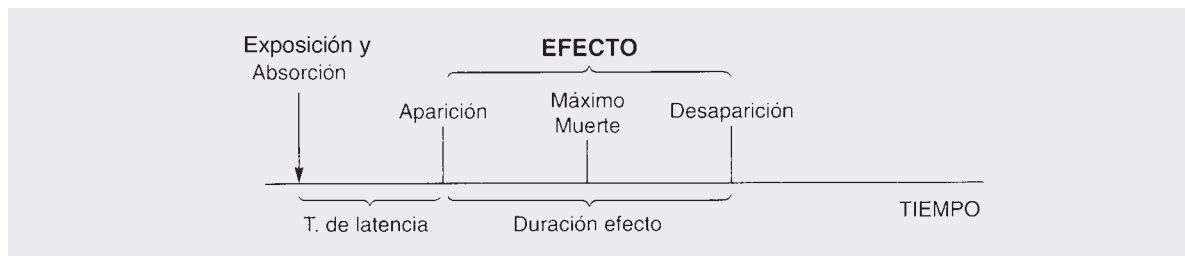 Exposición y
Absorción
EFECTO
Aparición
Máximo
Muerte
Desaparición
T. de latencia
Duración efecto
TIEMPO